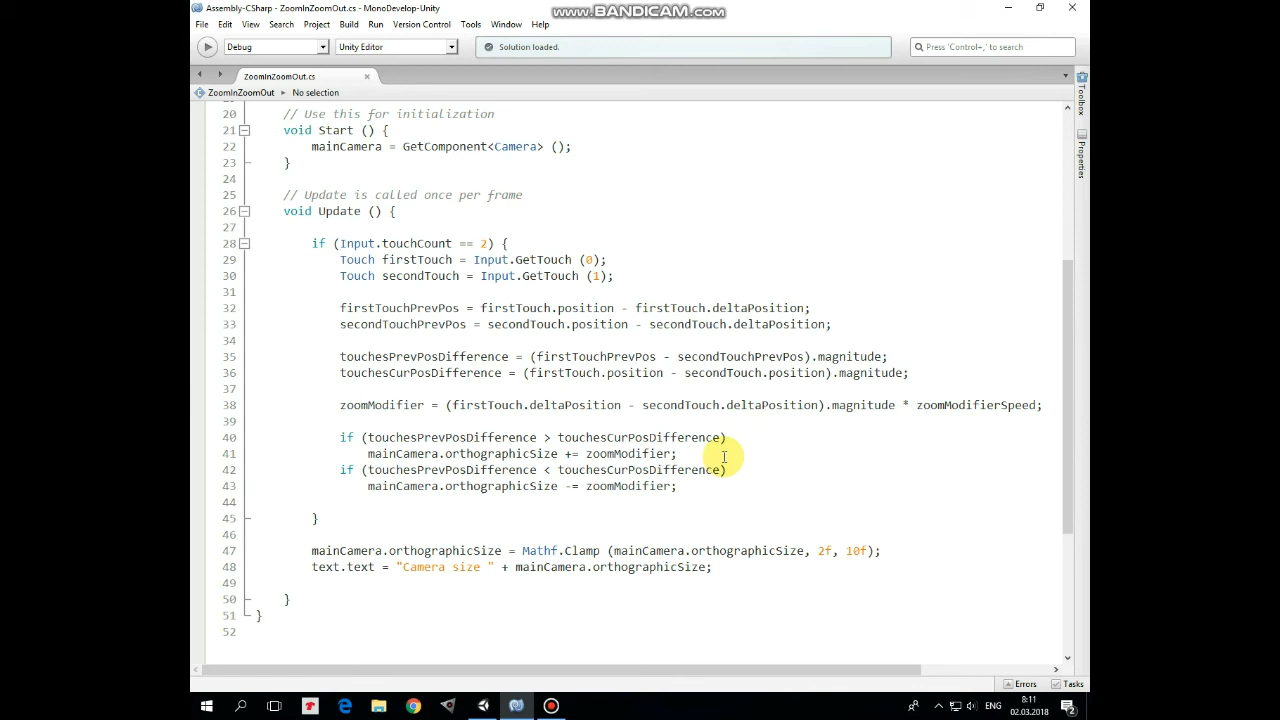 Assembly-CSharp - ZoomInZoomOut.cs - MonoDevelop-Unity
www.BANDICAM.com
File Edit View Search Project Build Run Version Control Tools Window Help
Debug Unity Editor Solution loaded. Press 'Control+,' to search
ZoomInZoomOut.cs
ZoomInZoomOut No selection
20 // Use this for initialization
21 void Start () {
22 mainCamera = GetComponent<Camera> ();
23 }
24
25 // Update is called once per frame
26 void Update () {
27
28 if (Input.touchCount == 2) {
29 Touch firstTouch = Input.GetTouch (0);
30 Touch secondTouch = Input.GetTouch (1);
31
32 firstTouchPrevPos = firstTouch.position - firstTouch.deltaPosition;
33 secondTouchPrevPos = secondTouch.position - secondTouch.deltaPosition;
34
35 touchesPrevPosDifference = (firstTouchPrevPos - secondTouchPrevPos).magnitude;
36 touchesCurPosDifference = (firstTouch.position - secondTouch.position).magnitude;
37
38 zoomModifier = (firstTouch.deltaPosition - secondTouch.deltaPosition).magnitude * zoomModifierSpeed;
39
40 if (touchesPrevPosDifference > touchesCurPosDifference)
41 mainCamera.orthographicSize += zoomModifier;
42 if (touchesPrevPosDifference < touchesCurPosDifference)
43 mainCamera.orthographicSize -= zoomModifier;
44
45 }
46
47 mainCamera.orthographicSize = Mathf.Clamp (mainCamera.orthographicSize, 2f, 10f);
48 text.text = "Camera size " + mainCamera.orthographicSize;
49
50 }
51 }
52
Toolbox
Properties
Errors Tasks
ENG
8:11
02.03.2018
2